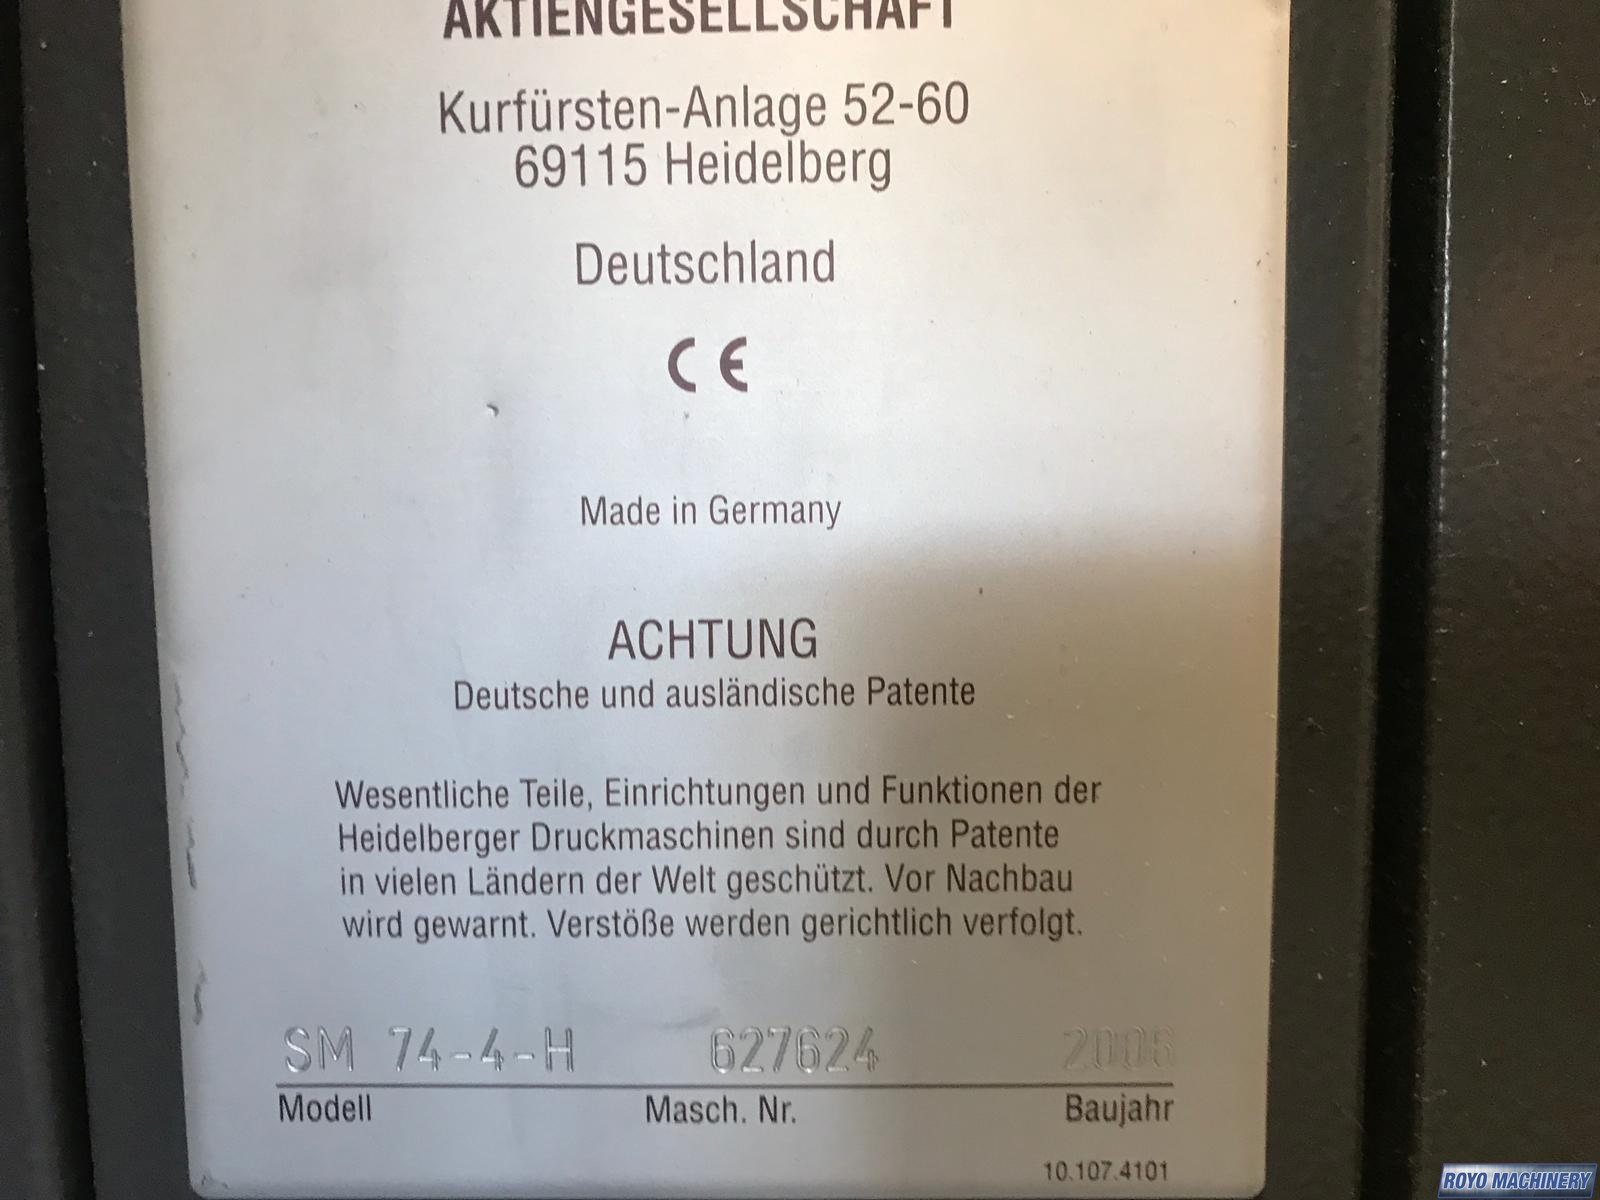 AKTIENGESELLSCHAFT
Kurfürsten-Anlage 52-60
69115 Heidelberg
Deutschland
CE
Made in Germany
ACHTUNG
Deutsche und ausländische Patente
Wesentliche Teile, Einrichtungen und Funktionen der
Heidelberger Druckmaschinen sind durch Patente
in vielen Ländern der Welt geschützt. Vor Nachbau
wird gewarnt. Verstöße werden gerichtlich verfolgt.
SM 74-4-H 627624 2006
Modell Masch. Nr. Baujahr
10.107.4101
ROYO MACHINERY